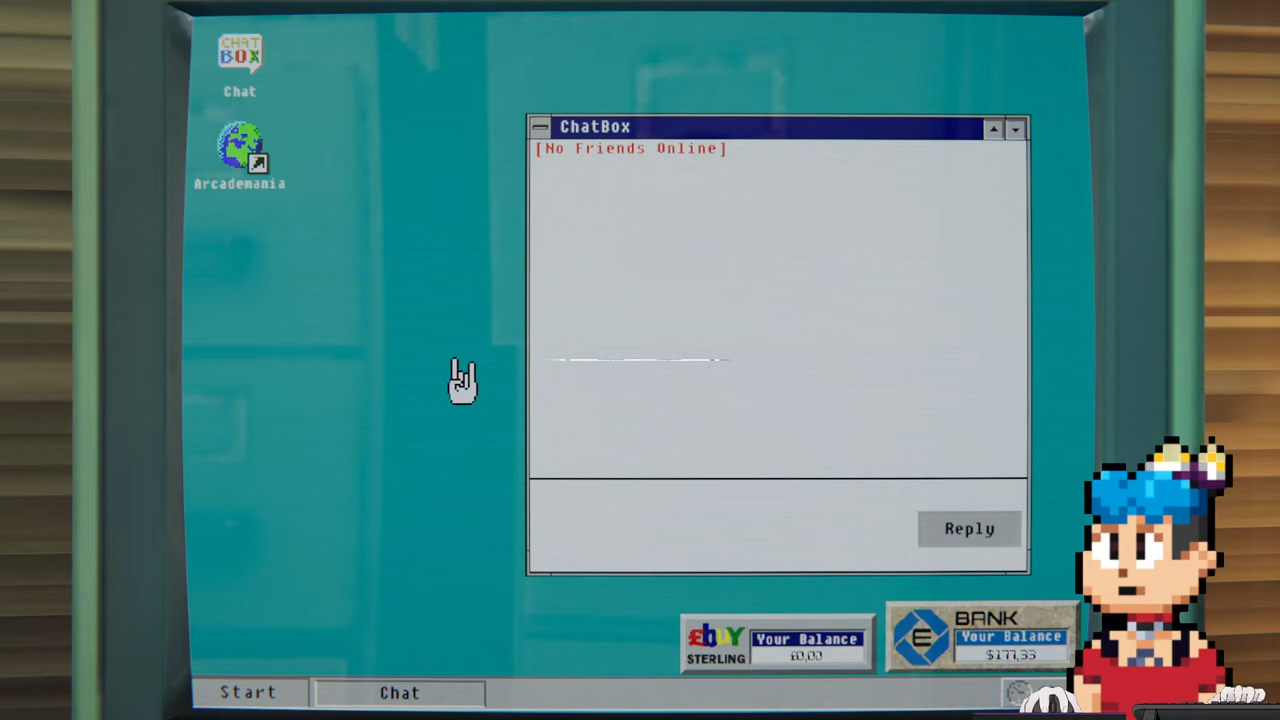 CHAT
BOX
Chat
Arcademania
ChatBox
[No Friends Online]
Reply
£buY
STERLING
Your Balance
£0,00
E
BANK
Your Balance
$177,33
Start
Chat